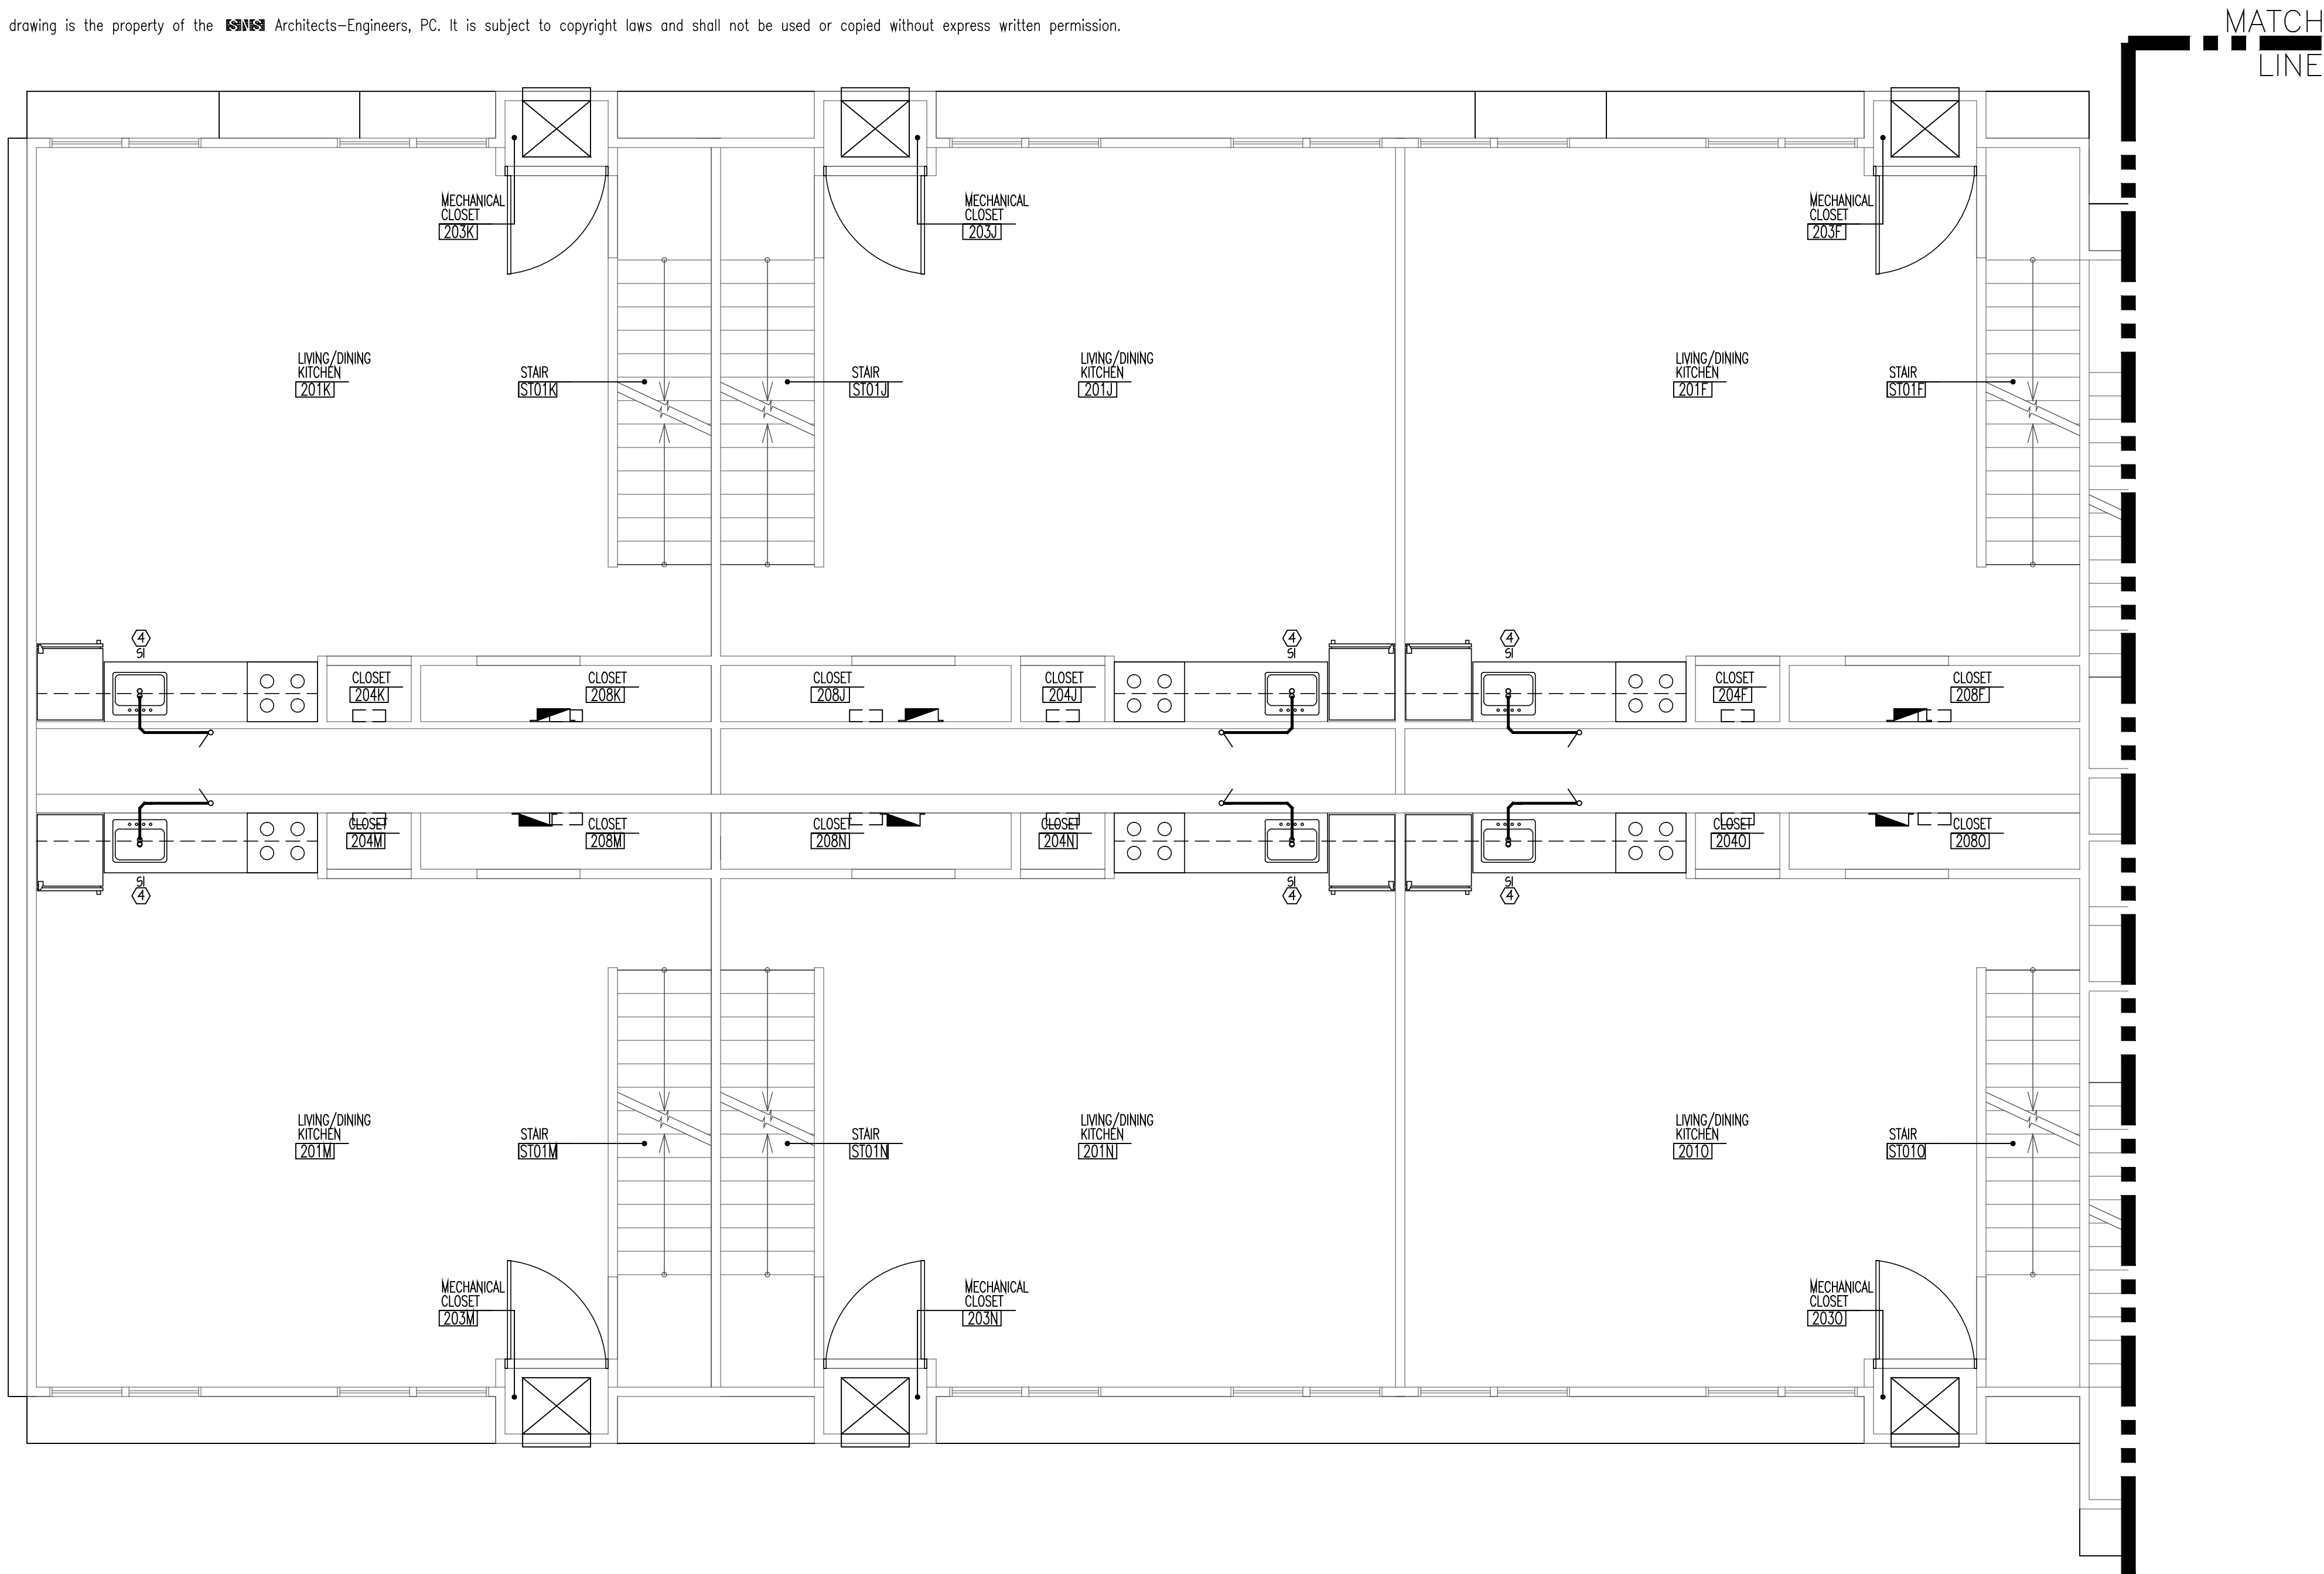 drawing is the property of the SNS Architects-Engineers, PC. It is subject to copyright laws and shall not be used or copied without express written permission.
MATCH
LINE
MECHANICAL
CLOSET
203K
MECHANICAL
CLOSET
203J
MECHANICAL
CLOSET
203F
LIVING/DINING
KITCHEN
201K
STAIR
ST01K
STAIR
ST01J
LIVING/DINING
KITCHEN
201J
LIVING/DINING
KITCHEN
201F
STAIR
ST01F
4
S1
4
S1
4
S1
CLOSET
204K
CLOSET
208K
CLOSET
208J
CLOSET
204J
CLOSET
204F
CLOSET
208F
CLOSET
204M
CLOSET
208M
CLOSET
208N
CLOSET
204N
CLOSET
204O
CLOSET
208O
S1
4
S1
4
S1
4
LIVING/DINING
KITCHEN
201M
STAIR
ST01M
STAIR
ST01N
LIVING/DINING
KITCHEN
201N
LIVING/DINING
KITCHEN
201O
STAIR
ST01O
MECHANICAL
CLOSET
203M
MECHANICAL
CLOSET
203N
MECHANICAL
CLOSET
203O